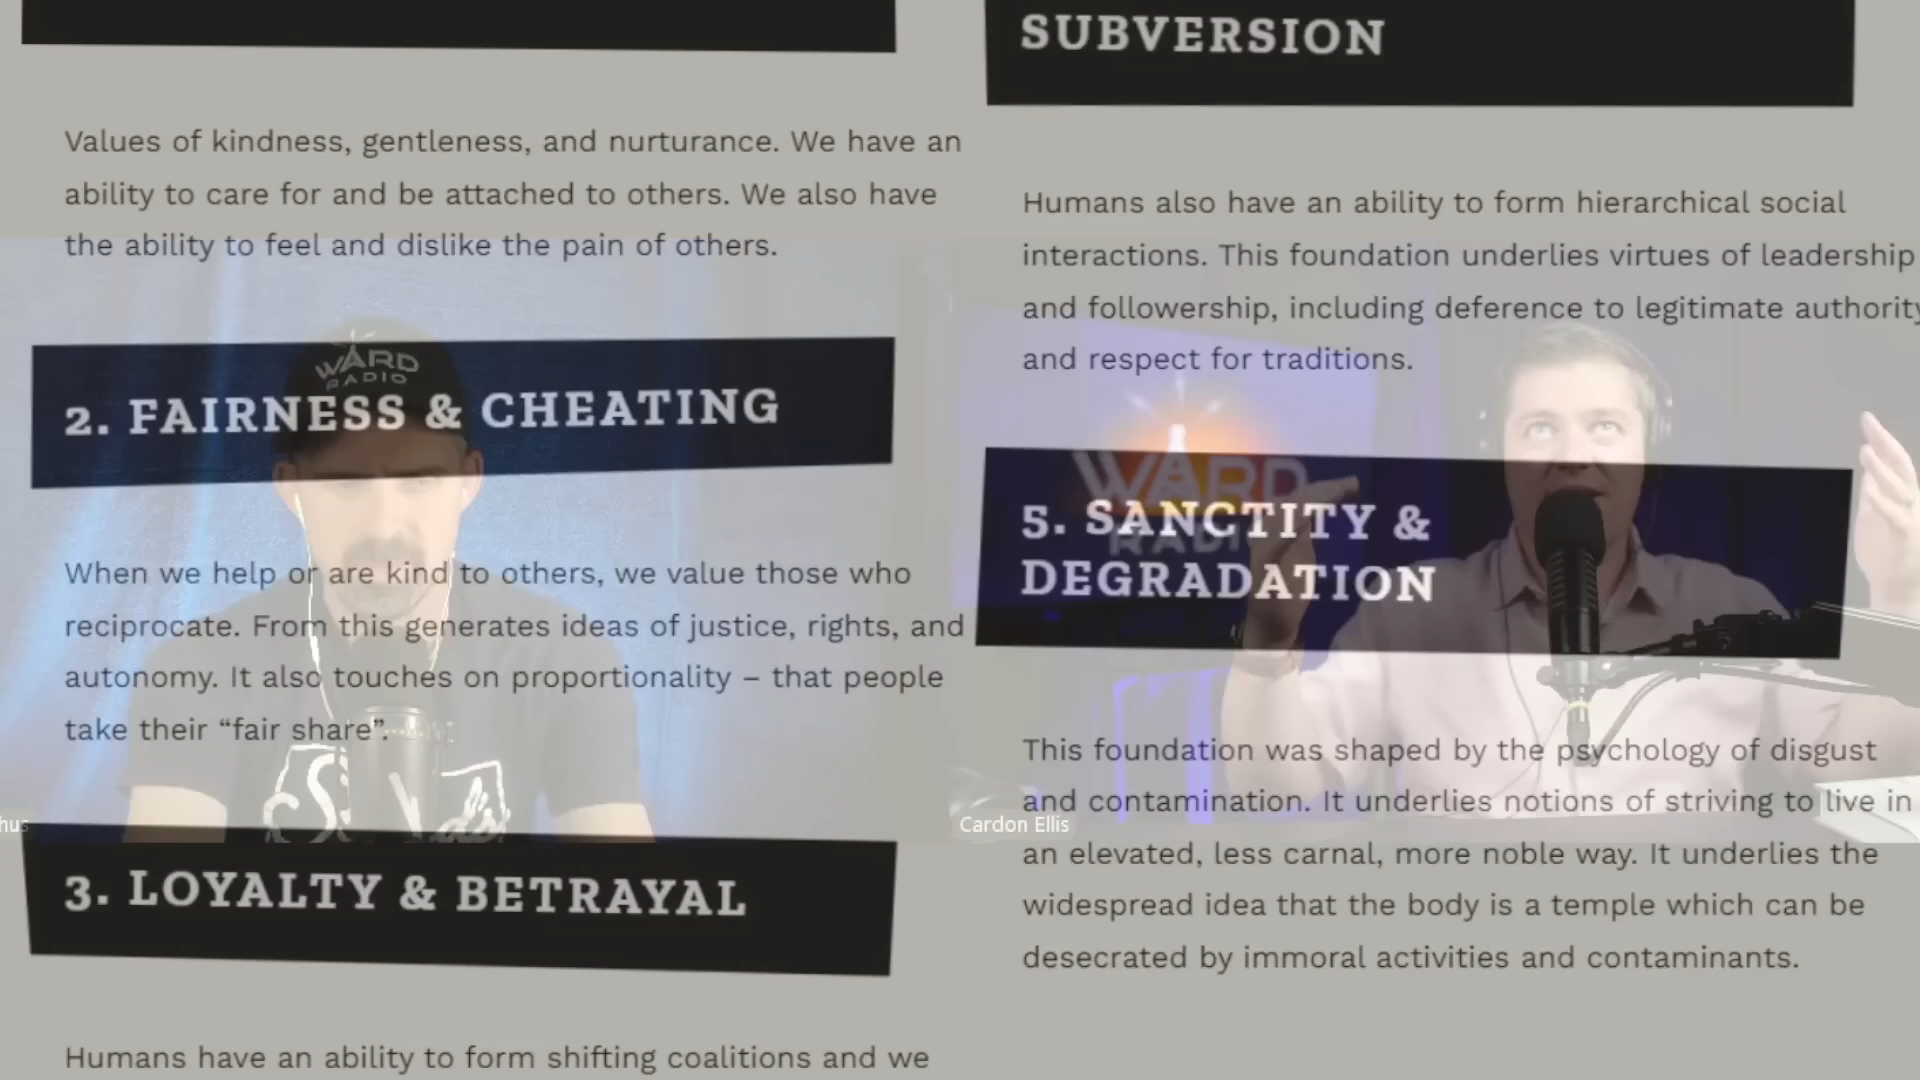 Values of kindness, gentleness, and nurturance. We have an
ability to care for and be attached to others. We also have
the ability to feel and dislike the pain of others.
WARD
RADIO
2. FAIRNESS & CHEATING
When we help or are kind to others, we value those who
reciprocate. From this generates ideas of justice, rights, and
autonomy. It also touches on proportionality – that people
take their “fair share”.
3. LOYALTY & BETRAYAL
Humans have an ability to form shifting coalitions and we
SUBVERSION
Humans also have an ability to form hierarchical social
interactions. This foundation underlies virtues of leadership
and followership, including deference to legitimate authority
and respect for traditions.
WARD
RADIO
5. SANCTITY &
DEGRADATION
This foundation was shaped by the psychology of disgust
and contamination. It underlies notions of striving to live in
Cardon Ellis
an elevated, less carnal, more noble way. It underlies the
widespread idea that the body is a temple which can be
desecrated by immoral activities and contaminants.